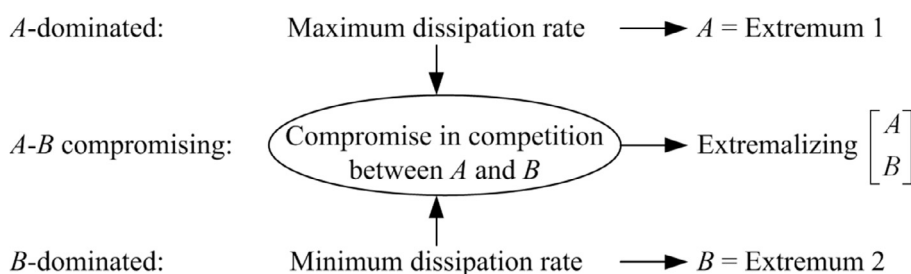 A-dominated: Maximum dissipation rate A = Extremum 1
A-B compromising: Compromise in competition between A and B Extremalizing [A B]
B-dominated: Minimum dissipation rate B = Extremum 2